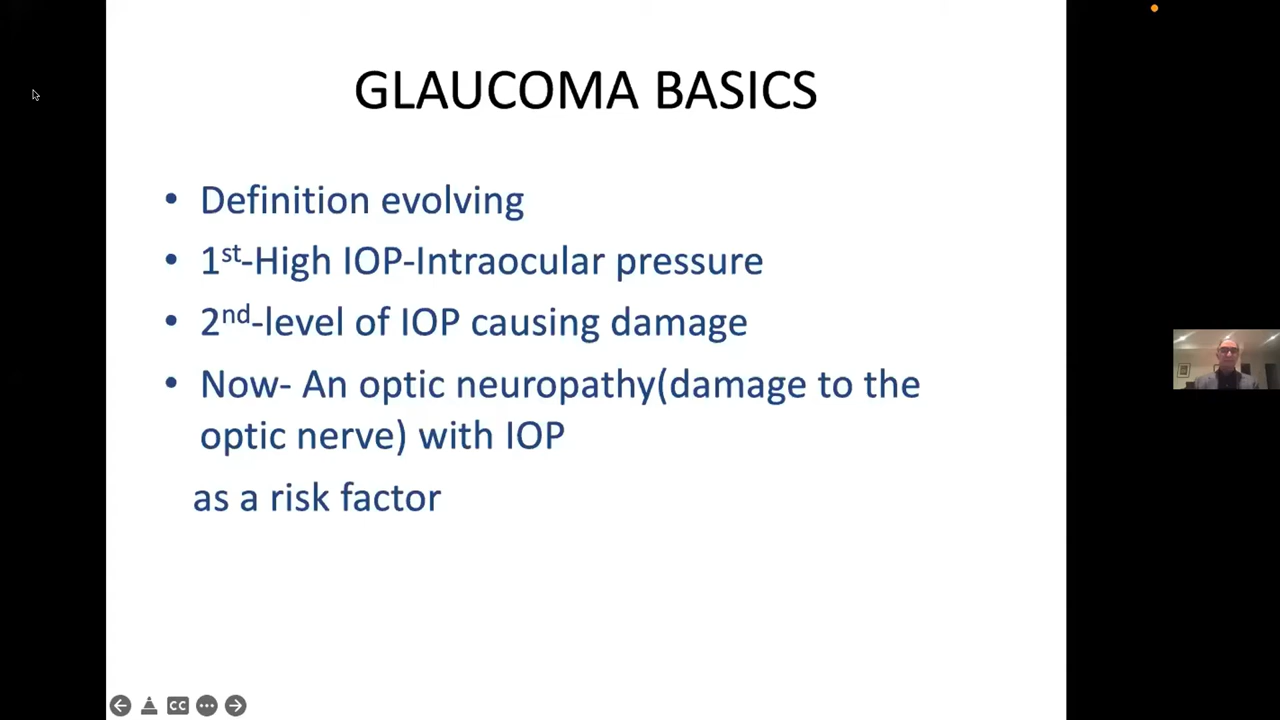 GLAUCOMA BASICS
• Definition evolving
• 1st-High IOP-Intraocular pressure
• 2nd-level of IOP causing damage
• Now- An optic neuropathy(damage to the
optic nerve) with IOP
as a risk factor
CC